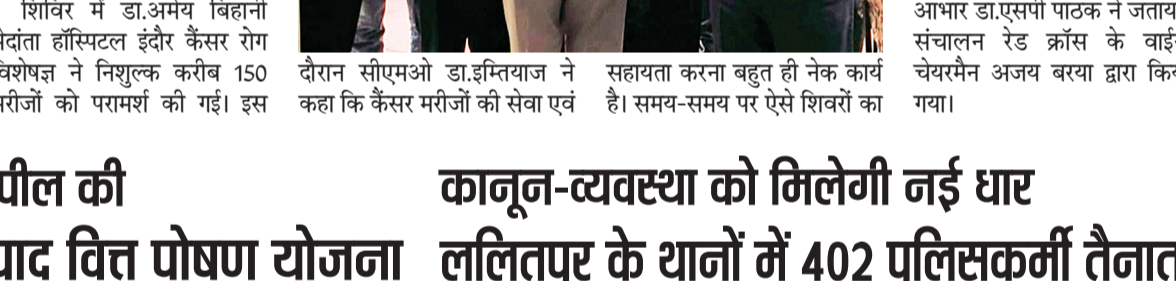 शिविर में डा.अमेय बिहानी
मेदांता हॉस्पिटल इंदौर कैंसर रोग
विशेषज्ञ ने निशुल्क करीब 150
मरीजों को परामर्श की गई। इस
दौरान सीएमओ डा.इम्तियाज ने
कहा कि कैंसर मरीजों की सेवा एवं
सहायता करना बहुत ही नेक कार्य
है। समय-समय पर ऐसे शिवरों का
आभार डा.एसपी पाठक ने जताय
संचालन रेड क्रॉस के वाई
चेयरमैन अजय बरया द्वारा
गया।
पील की
वित्त पोषण योजना
कानून-व्यवस्था को मिलेगी नई धार
ललितपुर के थानों में 402 पुलिसकर्मी तैनात